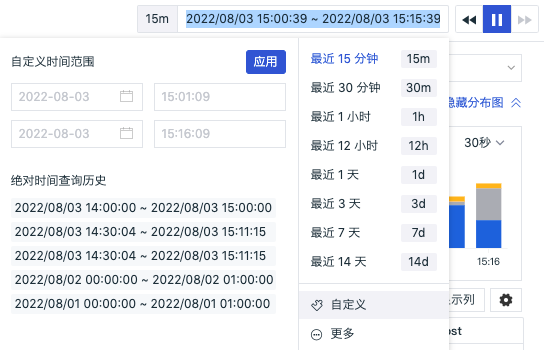 15m 2022/08/03 15:00:39 ~ 2022/08/03 15:15:39
自定义时间范围
应用
2022-08-03 15:01:09
2022-08-03 15:16:09
绝对时间查询历史
2022/08/03 14:00:00 ~ 2022/08/03 15:00:00
2022/08/03 14:30:04 ~ 2022/08/03 15:11:15
2022/08/03 14:30:04 ~ 2022/08/03 15:11:15
2022/08/02 00:00:00 ~ 2022/08/02 01:00:00
2022/08/01 00:00:00 ~ 2022/08/01 01:00:00
最近 15 分钟 15m
最近 30 分钟 30m
最近 1 小时 1h
最近 12 小时 12h
最近 1 天 1d
最近 3 天 3d
最近 7 天 7d
最近 14 天 14d
自定义
更多
隐藏分布图
30秒
15:16
示列
ost